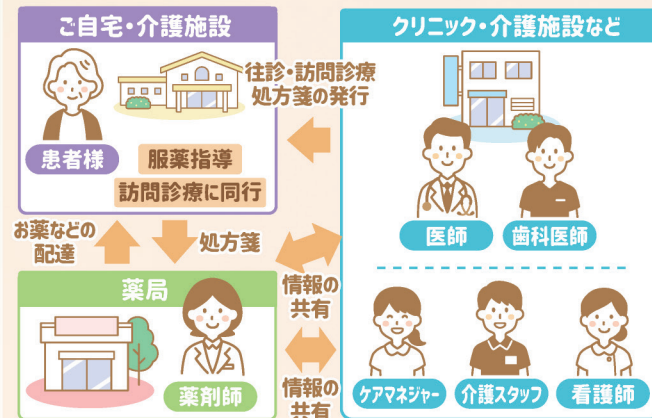 ご自宅・介護施設
クリニック・介護施設など
往診・訪問診療
処方箋の発行
患者様
服薬指導
訪問診療に同行
医師
歯科医師
お薬などの
配達
処方箋
情報の
共有
薬局
薬剤師
情報の
共有
ケアマネジャー
介護スタッフ
看護師